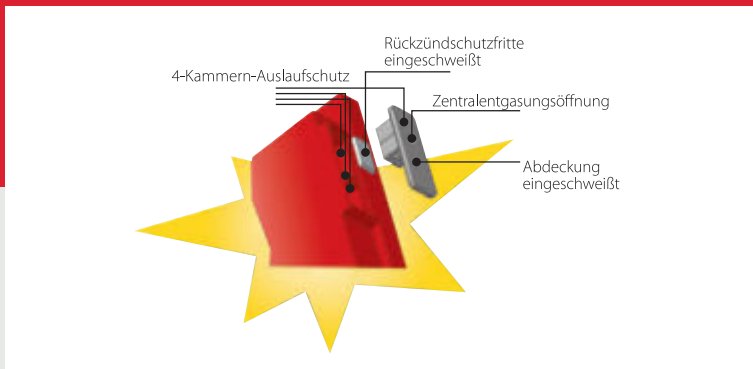 Rückzündschutzfritte
eingeschweißt
4-Kammern-Auslaufschutz
Zentralentgasungsöffnung
Abdeckung
eingeschweißt